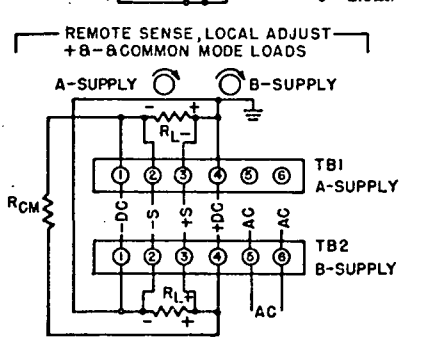 REMOTE SENSE, LOCAL ADJUST
+&-&COMMON MODE LOADS
A-SUPPLY B-SUPPLY
- +
RL-
1 2 3 4 5 6 TB1
A-SUPPLY
RCM
-DC -S +S +DC AC AC
1 2 3 4 5 6 TB2
B-SUPPLY
RL+
- +
AC